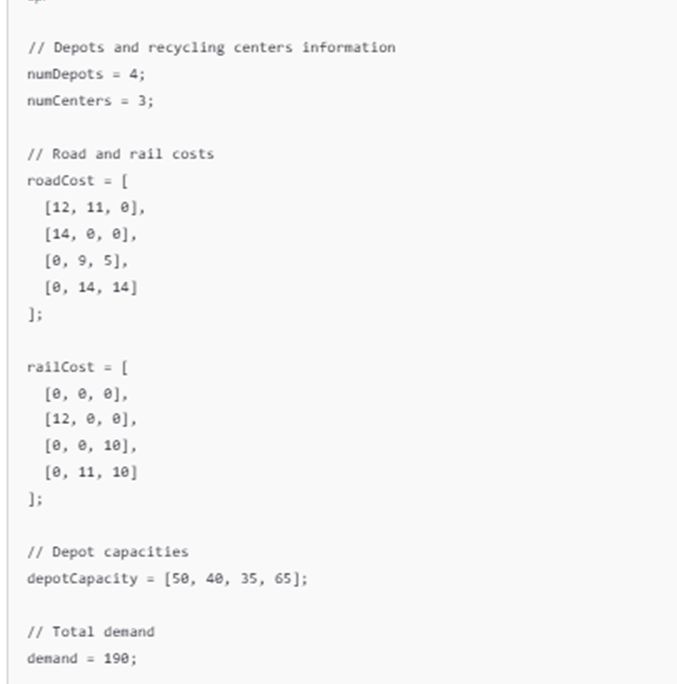 // Depots and recycling centers information
numDepots = 4;
numCenters = 3;
// Road and rail costs
roadCost = [
[12, 11, 0],
[14, 0, 0],
[0, 9, 5],
[0, 14, 14]
];
railCost = [
[0, 0, 0],
[12, 0, 0],
[0, 0, 10],
[0, 11, 10]
];
// Depot capacities
depotCapacity = [50, 40, 35, 65];
// Total demand
demand = 190;